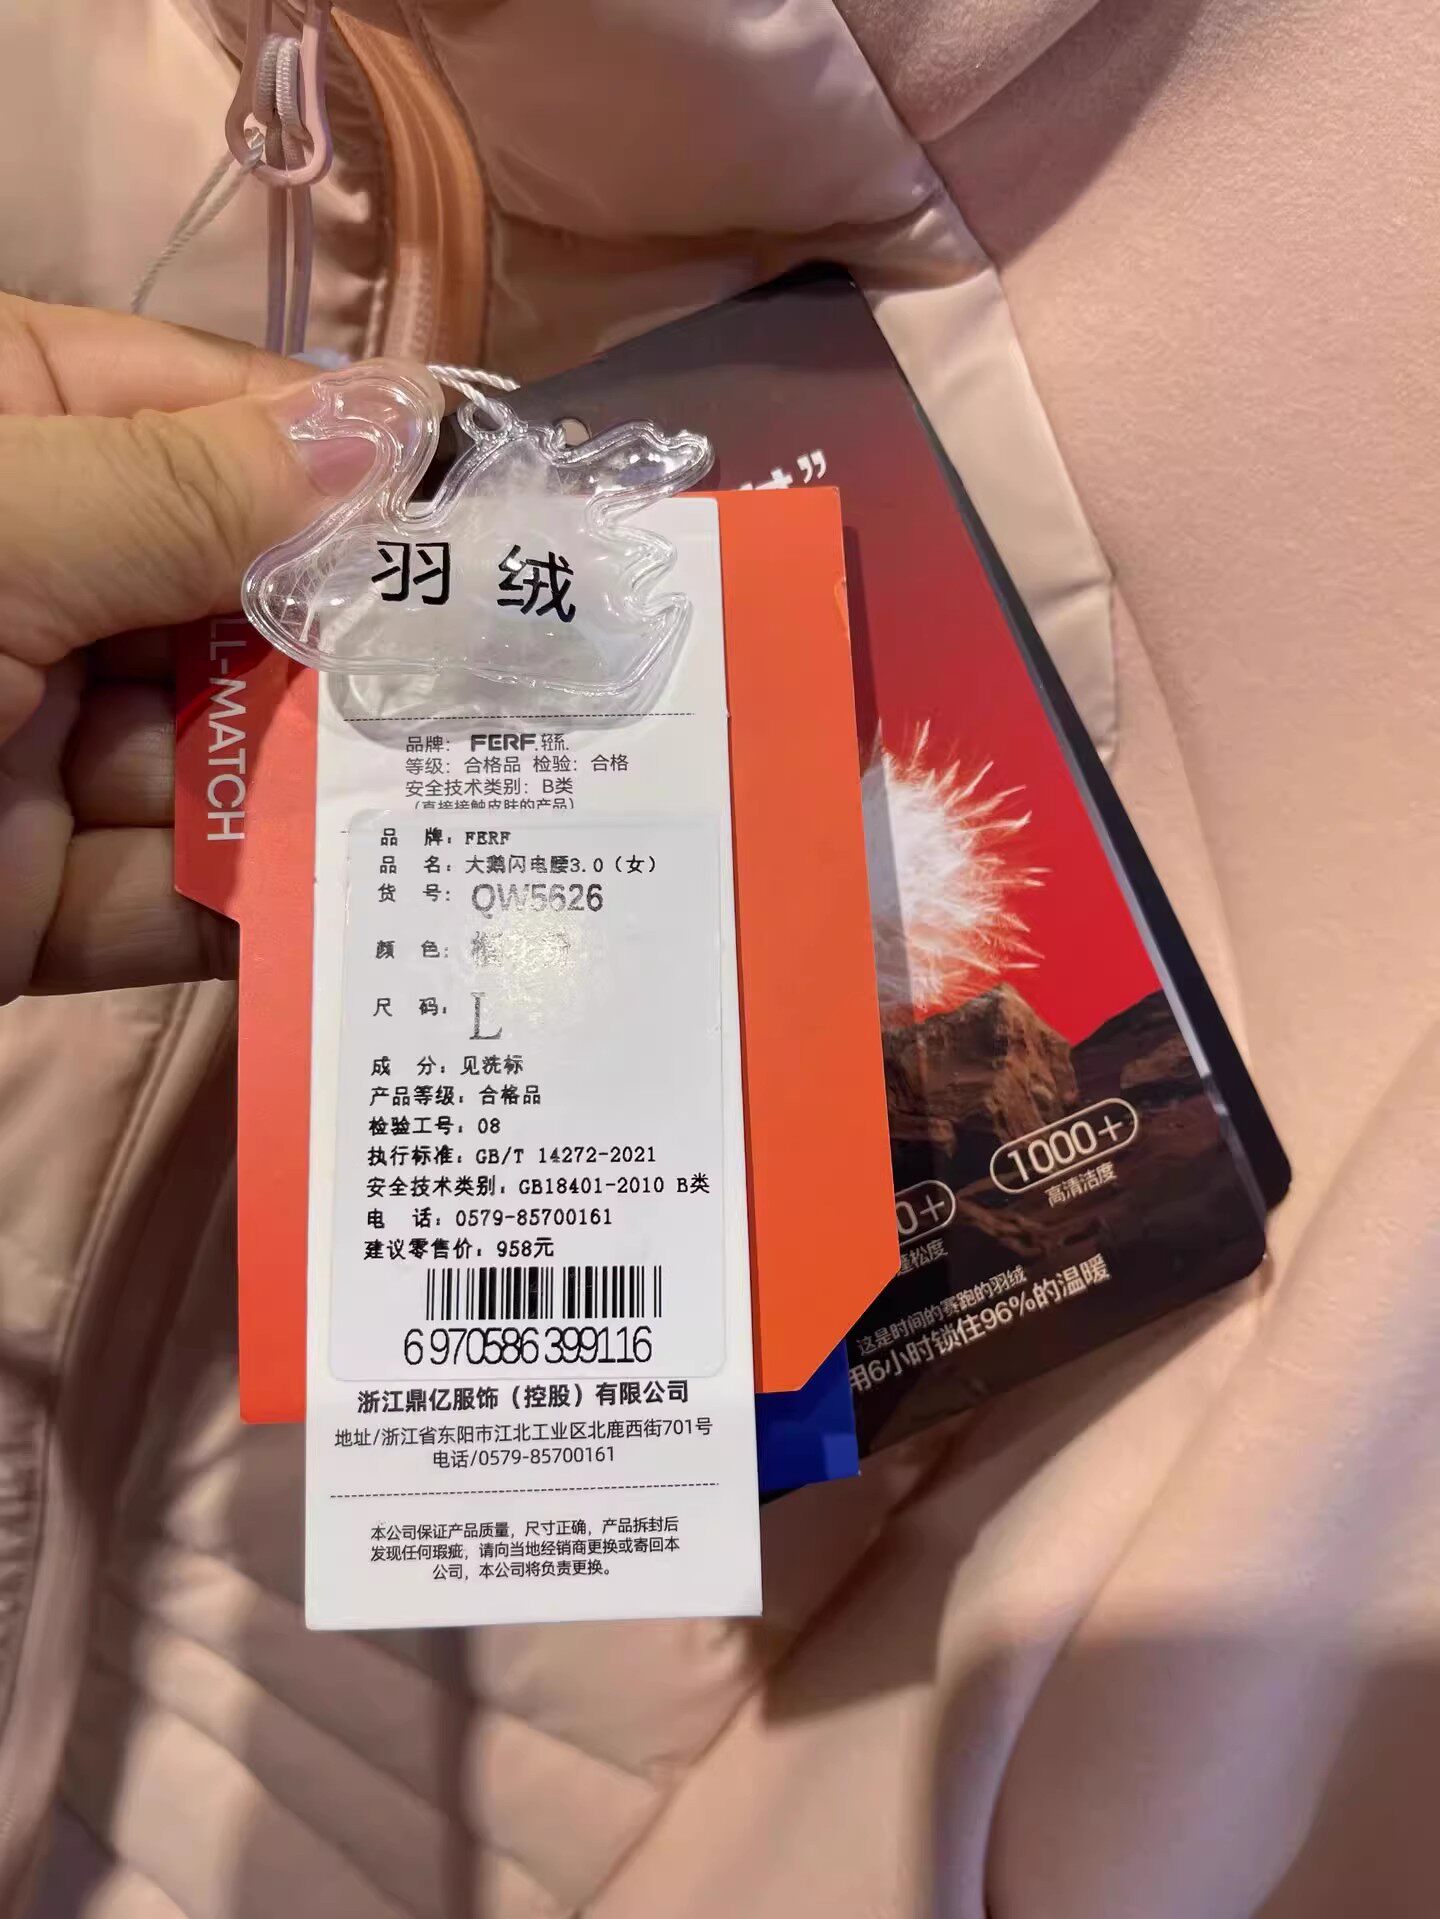 羽 绒
LL-MATCH
品牌： FERF.轻系.
等级：合格品 检验：合格
安全技术类别：B类
（直接接触皮肤的产品）
品 牌：FERF
品 名：大鹅闪电腰3.0（女）
货 号：QW5626
颜 色：
尺 码：L
成 分：见洗标
产品等级：合格品
检验工号：08
执行标准：GB/T 14272-2021
安全技术类别：GB18401-2010 B类
电 话：0579-85700161
建议零售价：958元
6 970586 399116
浙江鼎亿服饰（控股）有限公司
地址/浙江省东阳市江北工业区北鹿西街701号
电话/0579-85700161
本公司保证产品质量，尺寸正确，产品拆封后
发现任何瑕疵，请向当地经销商更换或寄回本
公司，本公司将负责更换。
1000+
高清洁度
0+
蓬松度
这是时间的赛跑的羽绒
用6小时锁住96%的温暖